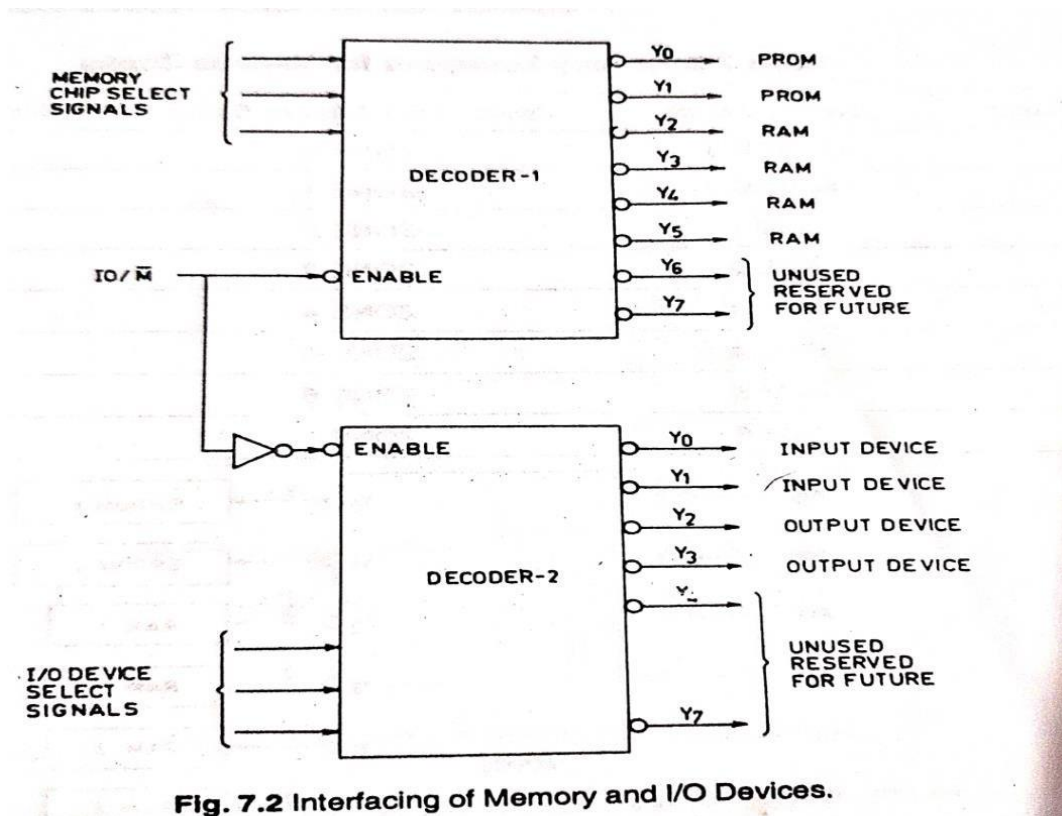 MEMORY
CHIP SELECT
SIGNALS
DECODER-1
IO/M̅
ENABLE
Y0 PROM
Y1 PROM
Y2 RAM
Y3 RAM
Y4 RAM
Y5 RAM
Y6
Y7
UNUSED
RESERVED
FOR FUTURE
ENABLE
DECODER-2
I/O DEVICE
SELECT
SIGNALS
Y0 INPUT DEVICE
Y1 INPUT DEVICE
Y2 OUTPUT DEVICE
Y3 OUTPUT DEVICE
Y7
UNUSED
RESERVED
FOR FUTURE
Fig. 7.2 Interfacing of Memory and I/O Devices.